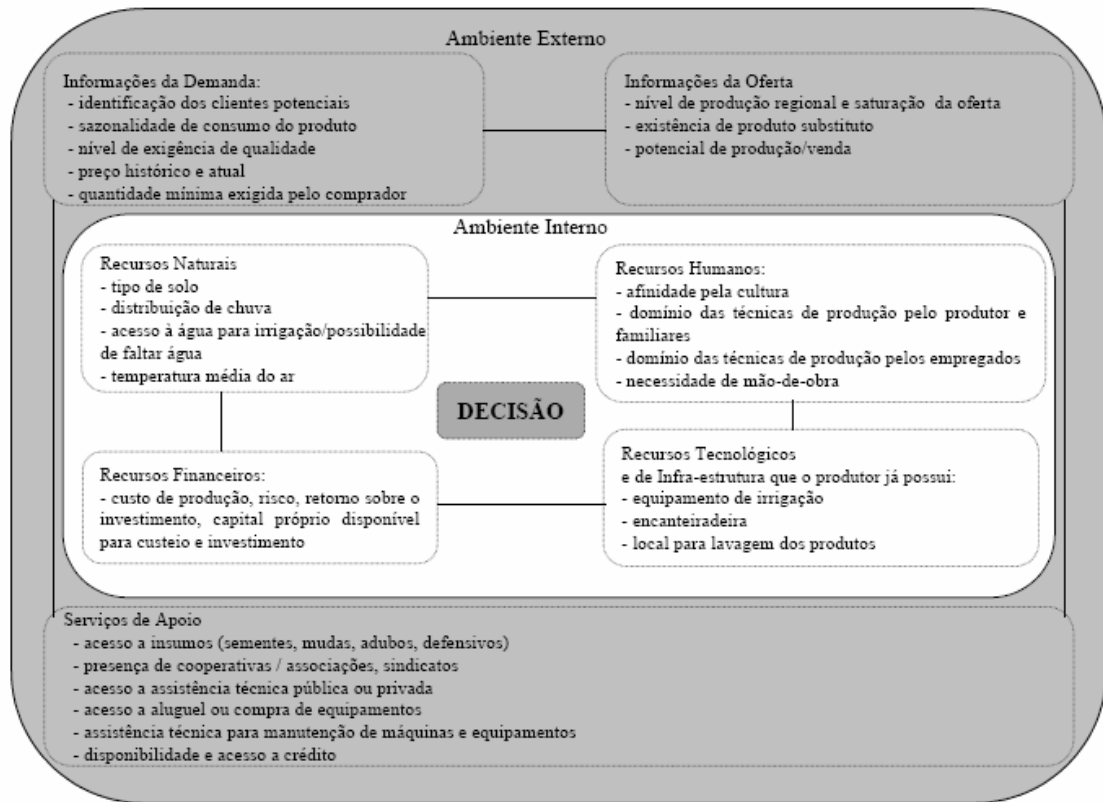 Ambiente Externo
Informações da Demanda:
- identificação dos clientes potenciais
- sazonalidade de consumo do produto
- nível de exigência de qualidade
- preço histórico e atual
- quantidade mínima exigida pelo comprador
Informações da Oferta
- nível de produção regional e saturação da oferta
- existência de produto substituto
- potencial de produção/venda
Ambiente Interno
Recursos Naturais
- tipo de solo
- distribuição de chuva
- acesso à água para irrigação/possibilidade
de faltar água
- temperatura média do ar
Recursos Humanos:
- afinidade pela cultura
- domínio das técnicas de produção pelo produtor e
familiares
- domínio das técnicas de produção pelos empregados
- necessidade de mão-de-obra
DECISÃO
Recursos Financeiros:
- custo de produção, risco, retorno sobre o
investimento, capital próprio disponível
para custeio e investimento
Recursos Tecnológicos
e de Infra-estrutura que o produtor já possui:
- equipamento de irrigação
- encanteiradeira
- local para lavagem dos produtos
Serviços de Apoio
- acesso a insumos (sementes, mudas, adubos, defensivos)
- presença de cooperativas / associações, sindicatos
- acesso a assistência técnica pública ou privada
- acesso a aluguel ou compra de equipamentos
- assistência técnica para manutenção de máquinas e equipamentos
- disponibilidade e acesso a crédito